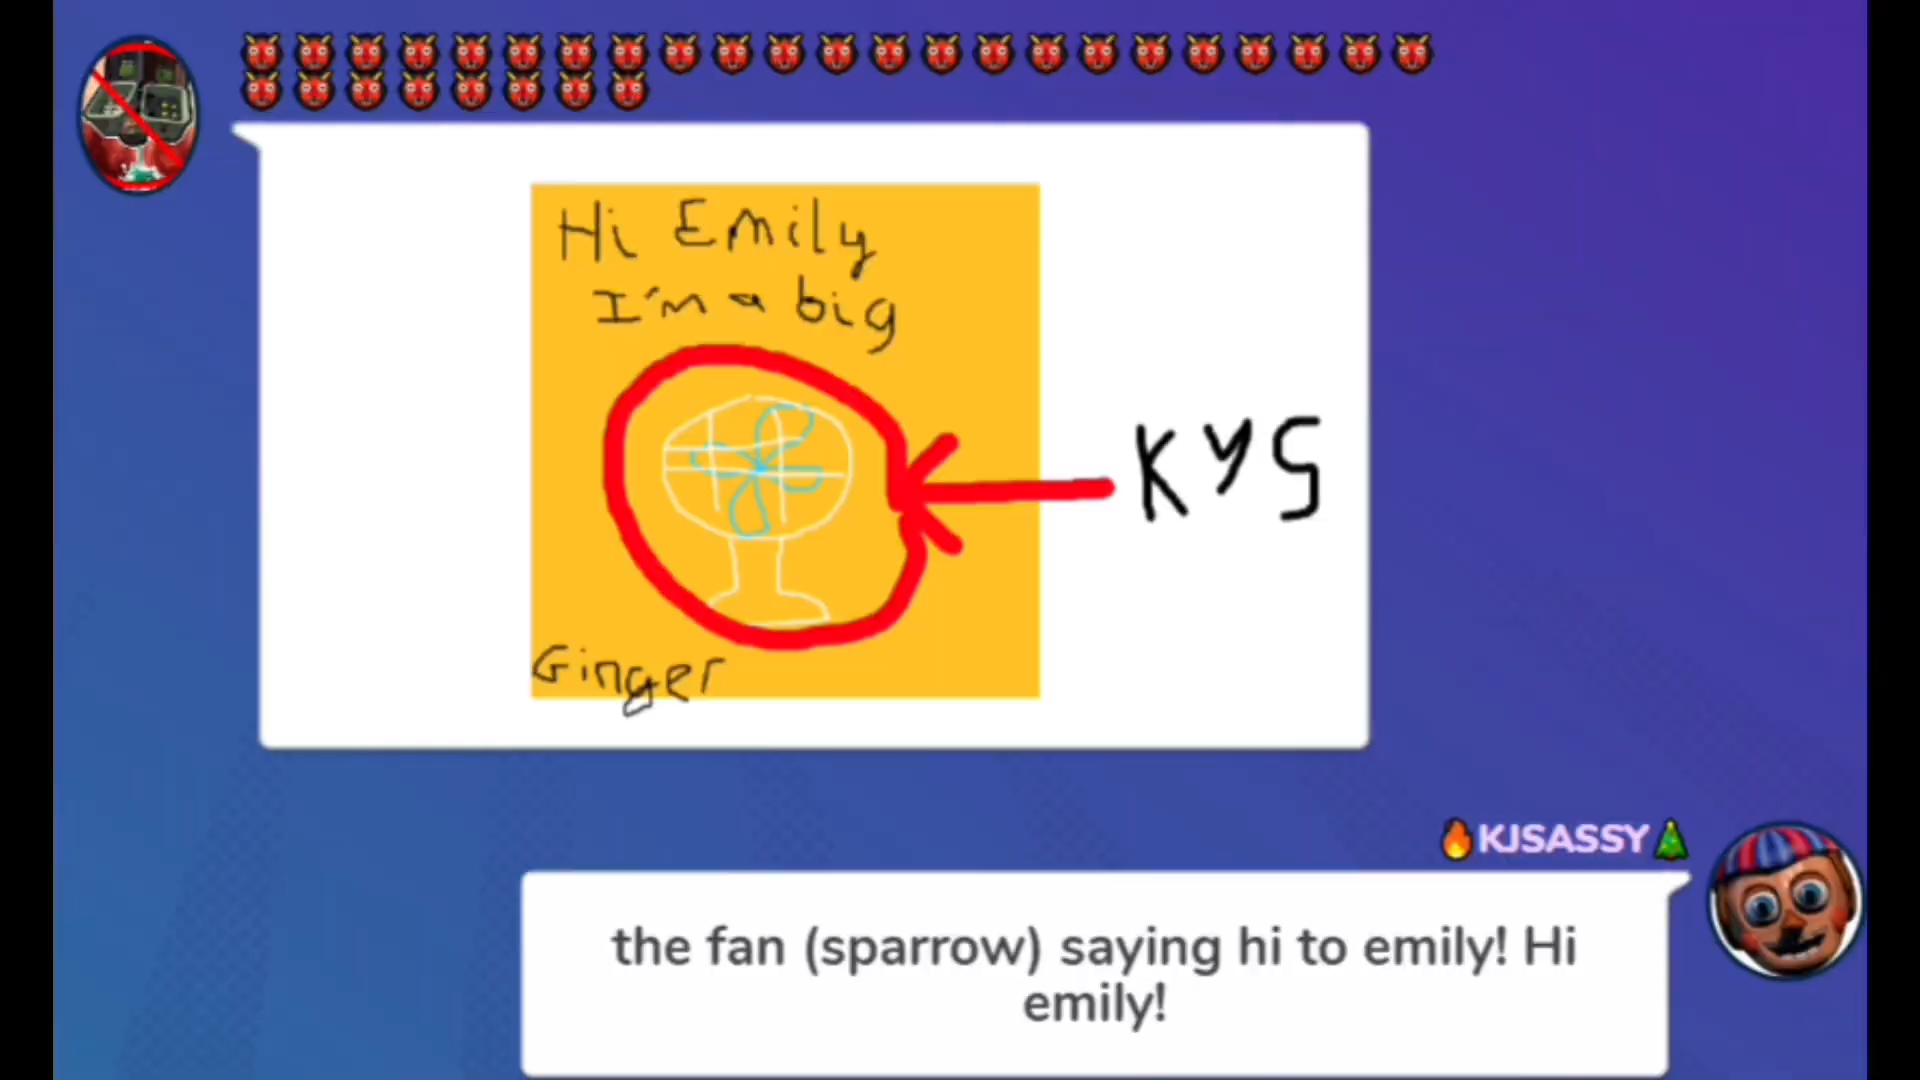 Hi Emily
I'm a big
KYS
Ginger
🔥KJSASSY🎄
the fan (sparrow) saying hi to emily! Hi
emily!